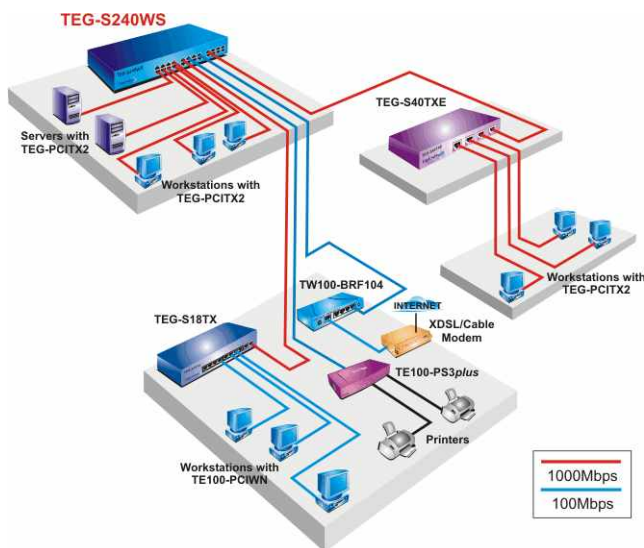 TEG-S240WS
TEG-S40TXE
Servers with
TEG-PCITX2
Workstations with
TEG-PCITX2
Workstations with
TEG-PCITX2
TW100-BRF104
INTERNET
XDSL/Cable
Modem
TEG-S18TX
TE100-PS3plus
Printers
Workstations with
TE100-PCIWN
1000Mbps
100Mbps